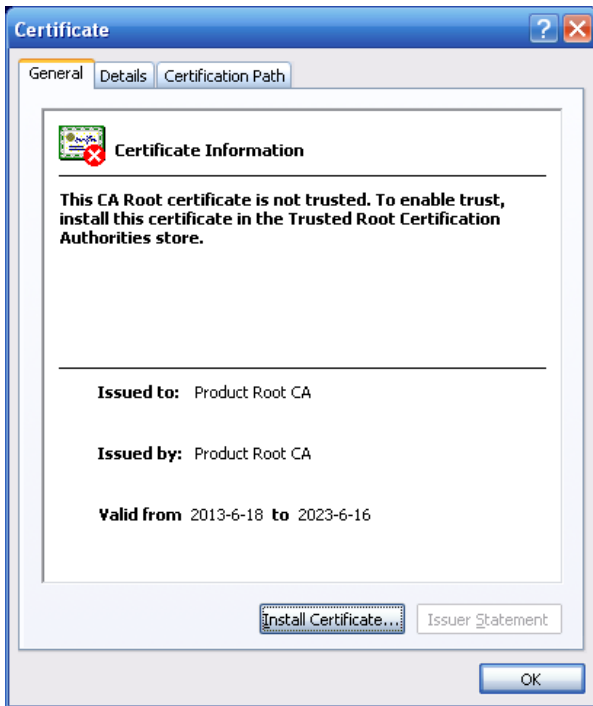 Certificate
General
Details
Certification Path
Certificate Information
This CA Root certificate is not trusted. To enable trust,
install this certificate in the Trusted Root Certification
Authorities store.
Issued to: Product Root CA
Issued by: Product Root CA
Valid from 2013-6-18 to 2023-6-16
Install Certificate...
Issuer Statement
OK